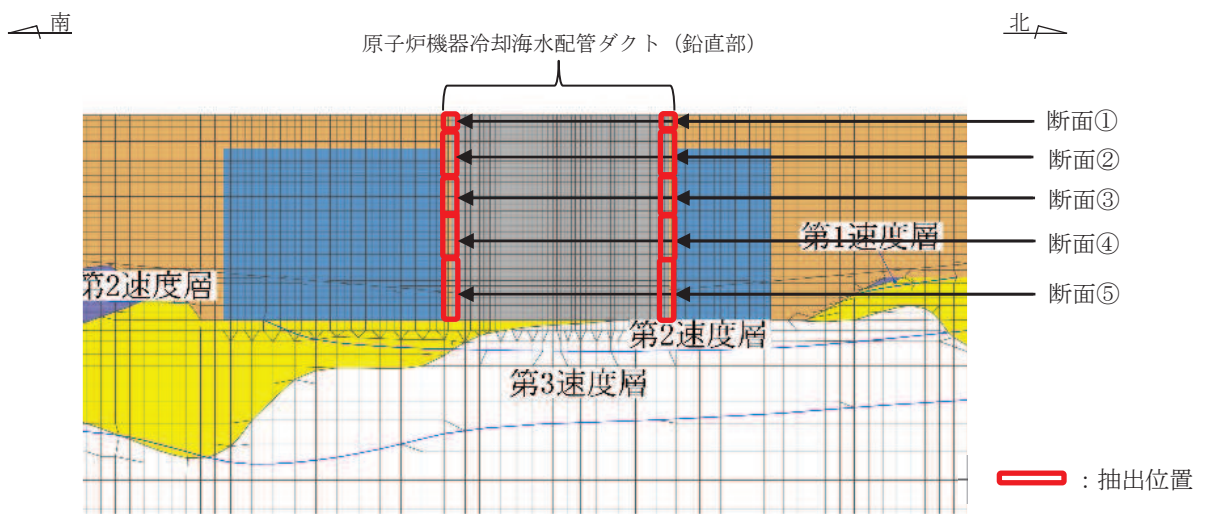 南
北
原子炉機器冷却海水配管ダクト（鉛直部）
断面①
断面②
断面③
断面④
断面⑤
第1速度層
第2速度層
第2速度層
第3速度層
：抽出位置